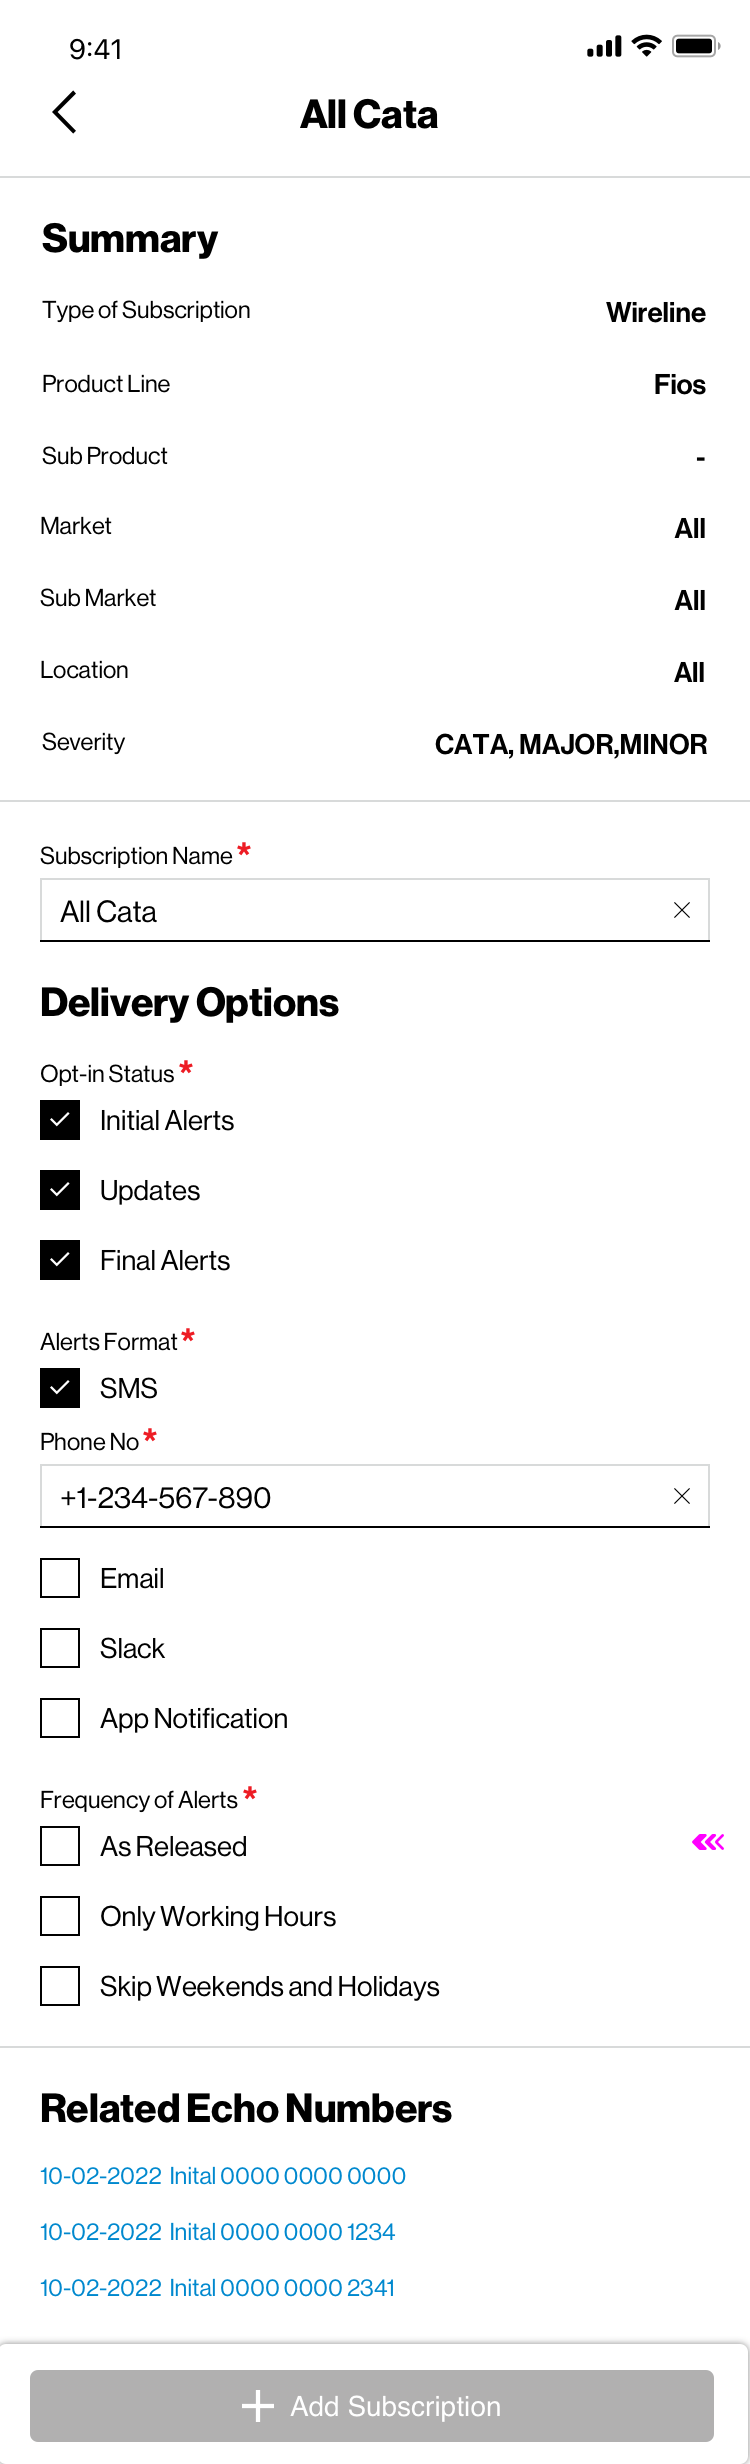 9:41
All Cata
Summary
Type of Subscription Wireline
Product Line Fios
Sub Product -
Market All
Sub Market All
Location All
Severity CATA, MAJOR,MINOR
Subscription Name *
All Cata
Delivery Options
Opt-in Status *
Initial Alerts
Updates
Final Alerts
Alerts Format *
SMS
Phone No *
+1-234-567-890
Email
Slack
App Notification
Frequency of Alerts *
As Released
Only Working Hours
Skip Weekends and Holidays
Related Echo Numbers
10-02-2022 Inital 0000 0000 0000
10-02-2022 Inital 0000 0000 1234
10-02-2022 Inital 0000 0000 2341
Add Subscription